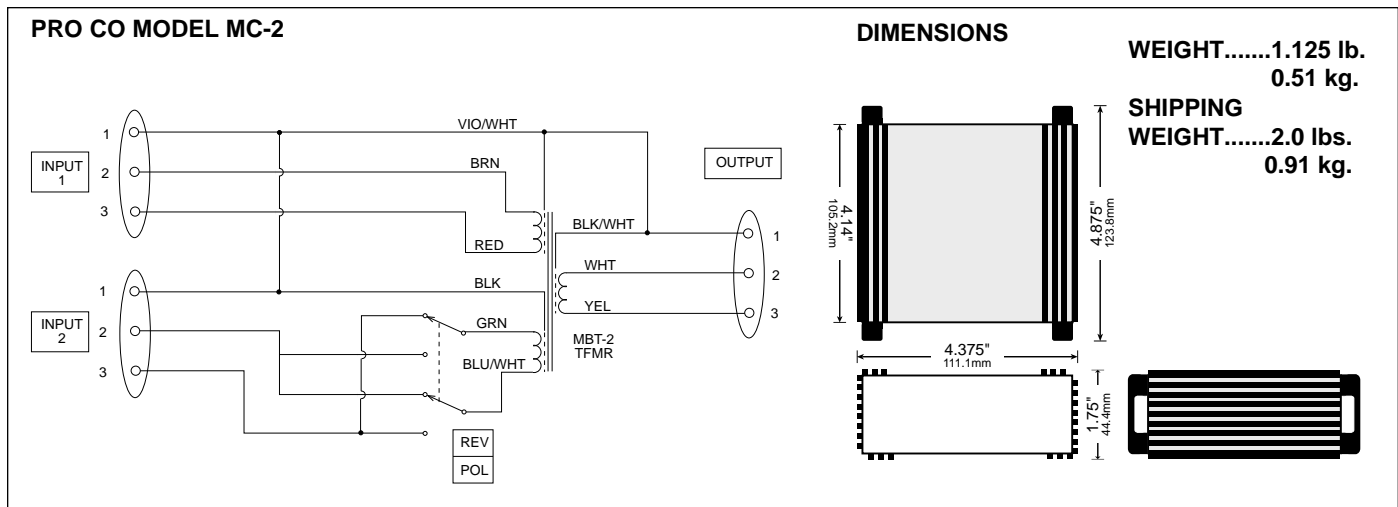 PRO CO MODEL MC-2
INPUT
1
1
2
3
VIO/WHT
BRN
RED
INPUT
2
1
2
3
BLK
GRN
BLU/WHT
REV
POL
BLK/WHT
WHT
YEL
MBT-2
TFMR
OUTPUT
1
2
3
DIMENSIONS
4.14"
105.2mm
4.875"
123.8mm
4.375"
111.1mm
1.75"
44.4mm
WEIGHT.......1.125 lb.
0.51 kg.
SHIPPING
WEIGHT.......2.0 lbs.
0.91 kg.